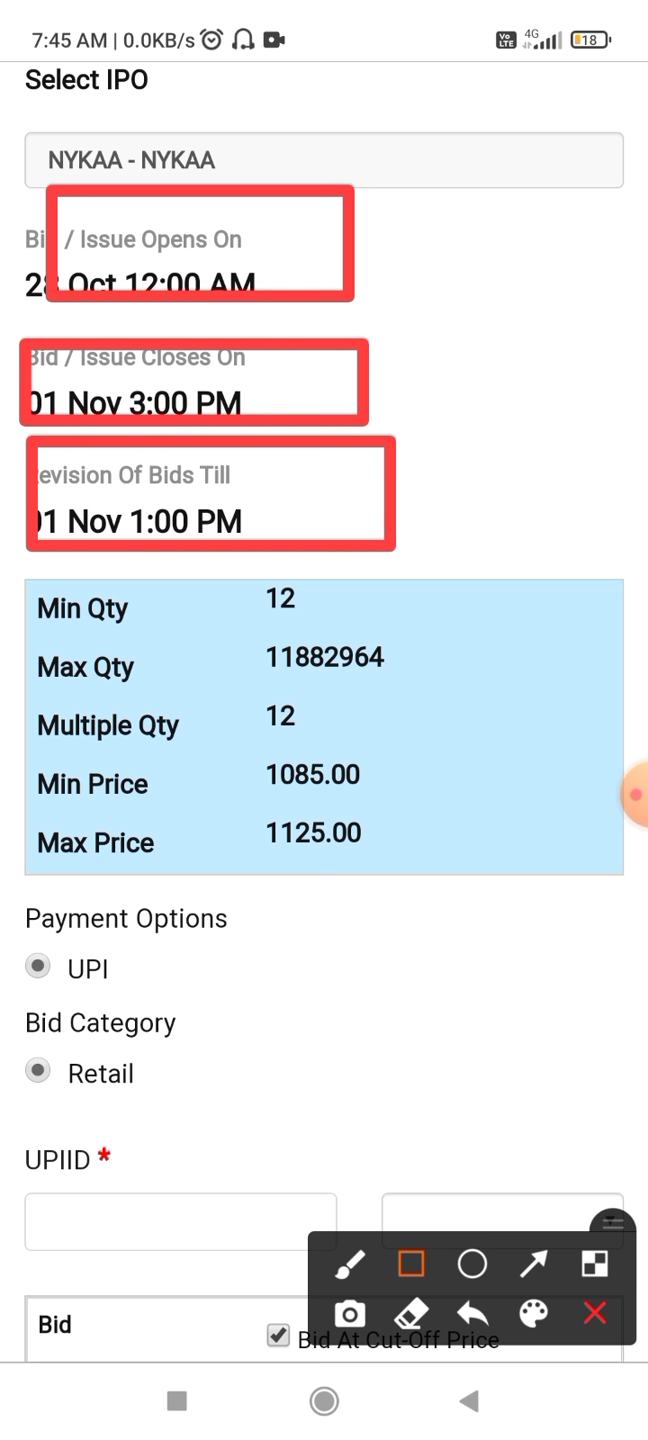 7:45 AM | 0.0KB/s
Vo LTE 4G 18
Select IPO
NYKAA - NYKAA
/ Issue Opens On
28 Oct 12:00 AM
Bid / Issue Closes On
01 Nov 3:00 PM
evision Of Bids Till
01 Nov 1:00 PM
Min Qty 12
Max Qty 11882964
Multiple Qty 12
Min Price 1085.00
Max Price 1125.00
Payment Options
UPI
Bid Category
Retail
UPIID *
Bid
Bid At Cut-Off Price